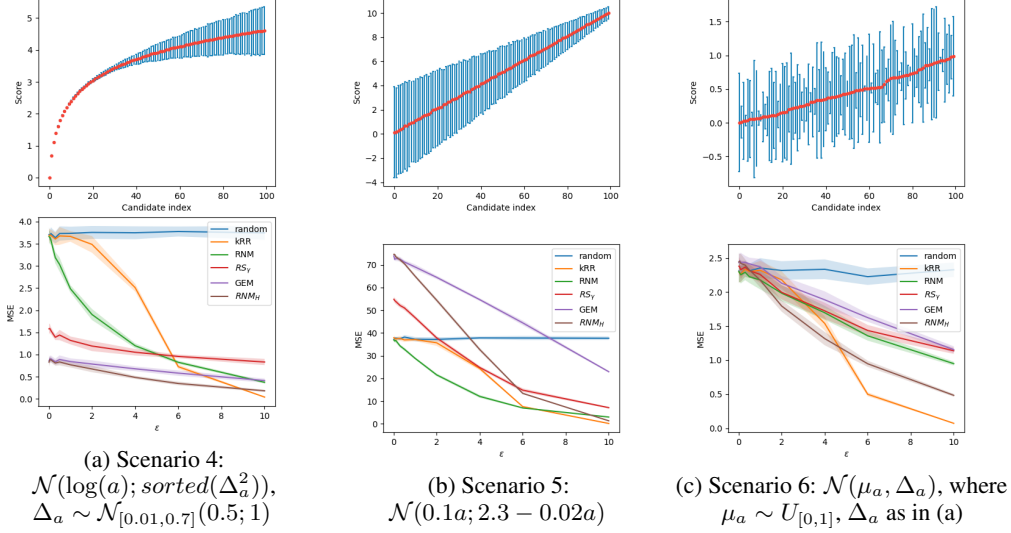 5
4
3
2
1
0
Score
0 20 40 60 80 100
Candidate index
10
8
6
4
2
0
−2
−4
Score
0 20 40 60 80 100
Candidate index
1.5
1.0
0.5
0.0
−0.5
Score
0 20 40 60 80 100
Candidate index
4.0
3.5
3.0
2.5
2.0
1.5
1.0
0.5
0.0
MSE
random
kRR
RNM
RSγ
GEM
RNM_H
0 2 4 6 8 10
ε
70
60
50
40
30
20
10
0
MSE
random
kRR
RNM
RSγ
GEM
RNM_H
0 2 4 6 8 10
ε
2.5
2.0
1.5
1.0
0.5
0.0
MSE
random
kRR
RNM
RSγ
GEM
RNM_H
0 2 4 6 8 10
ε
(a) Scenario 4:
𝒩(log(a); sorted(Δ_a^2)),
Δ_a ∼ 𝒩_[0.01,0.7](0.5; 1)
(b) Scenario 5:
𝒩(0.1a; 2.3 − 0.02a)
(c) Scenario 6: 𝒩(μ_a, Δ_a), where
μ_a ∼ U_[0,1], Δ_a as in (a)